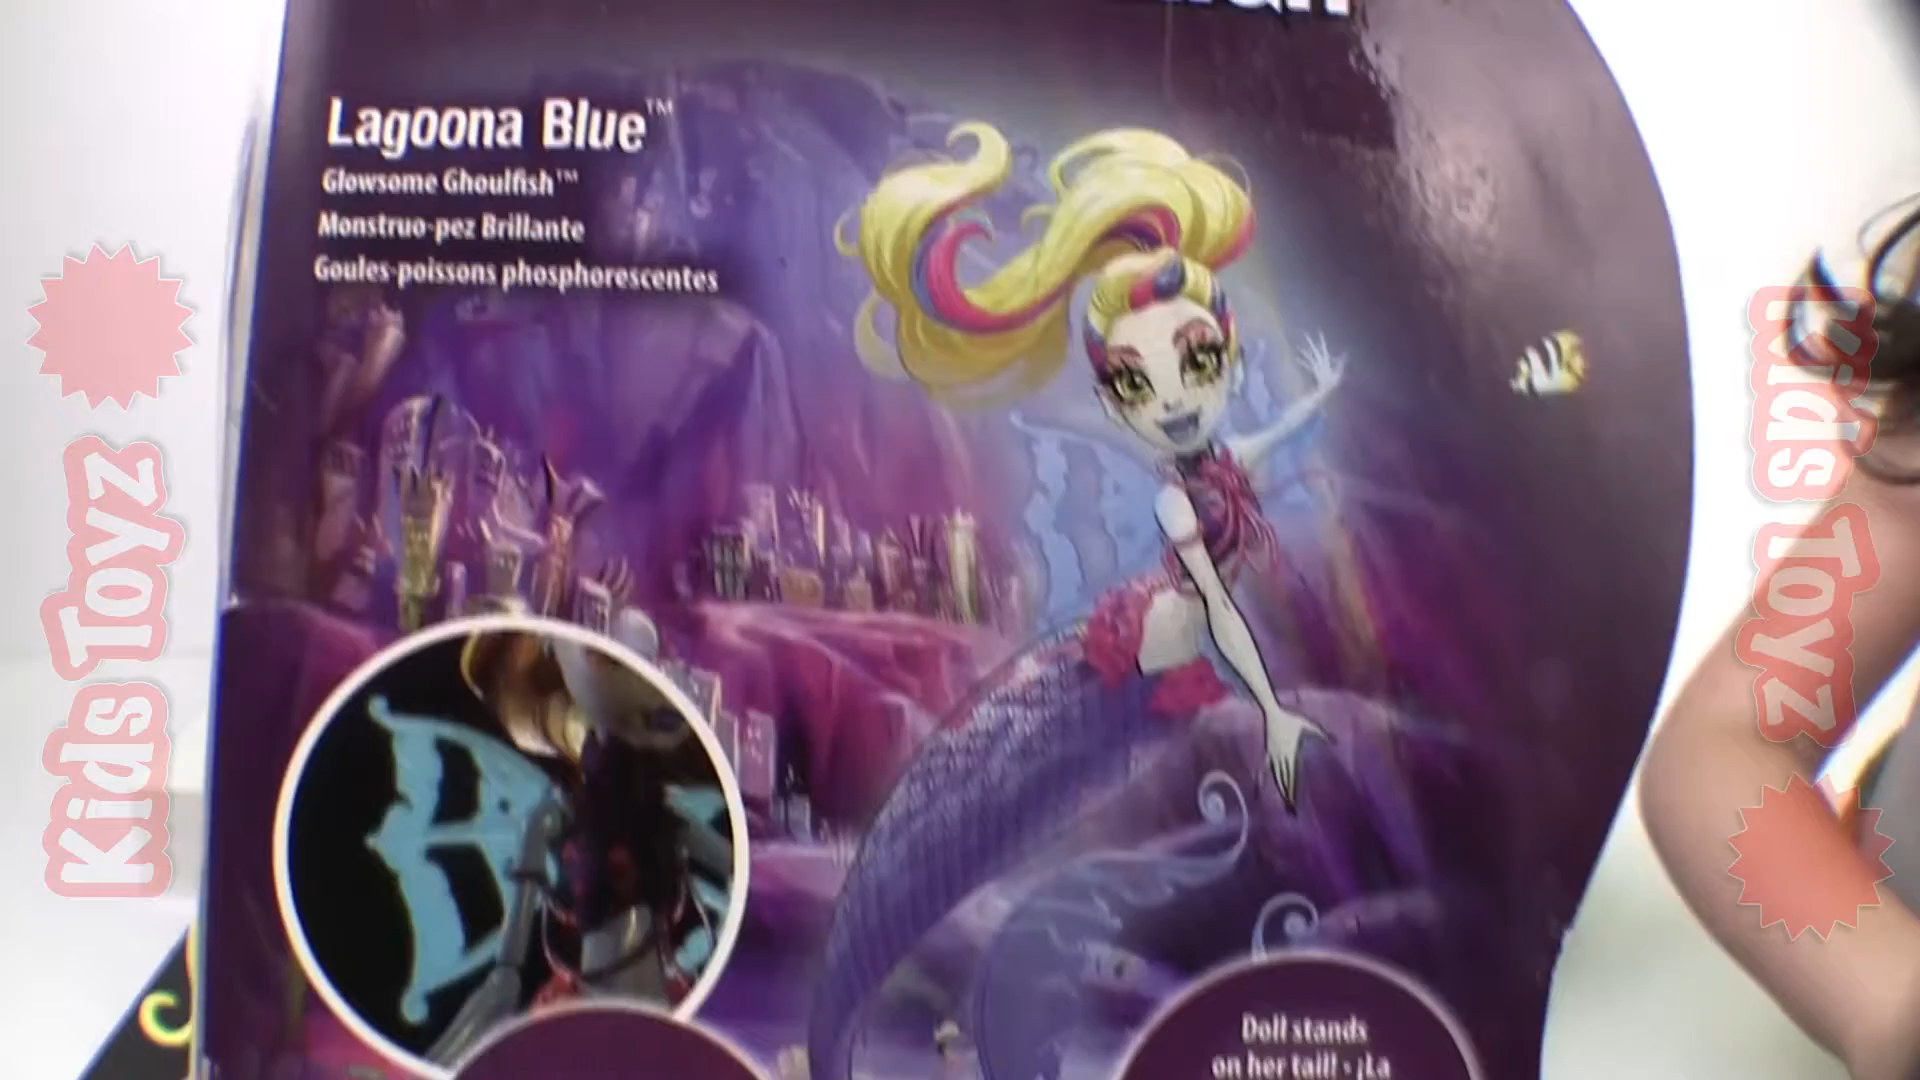 Lagoona Blue™
Glowsome Ghoulfish™
Monstruo-pez Brillante
Goules-poissons phosphorescentes
Kids Toyz
Kids Toyz
Doll stands
on her tail! - ¡La